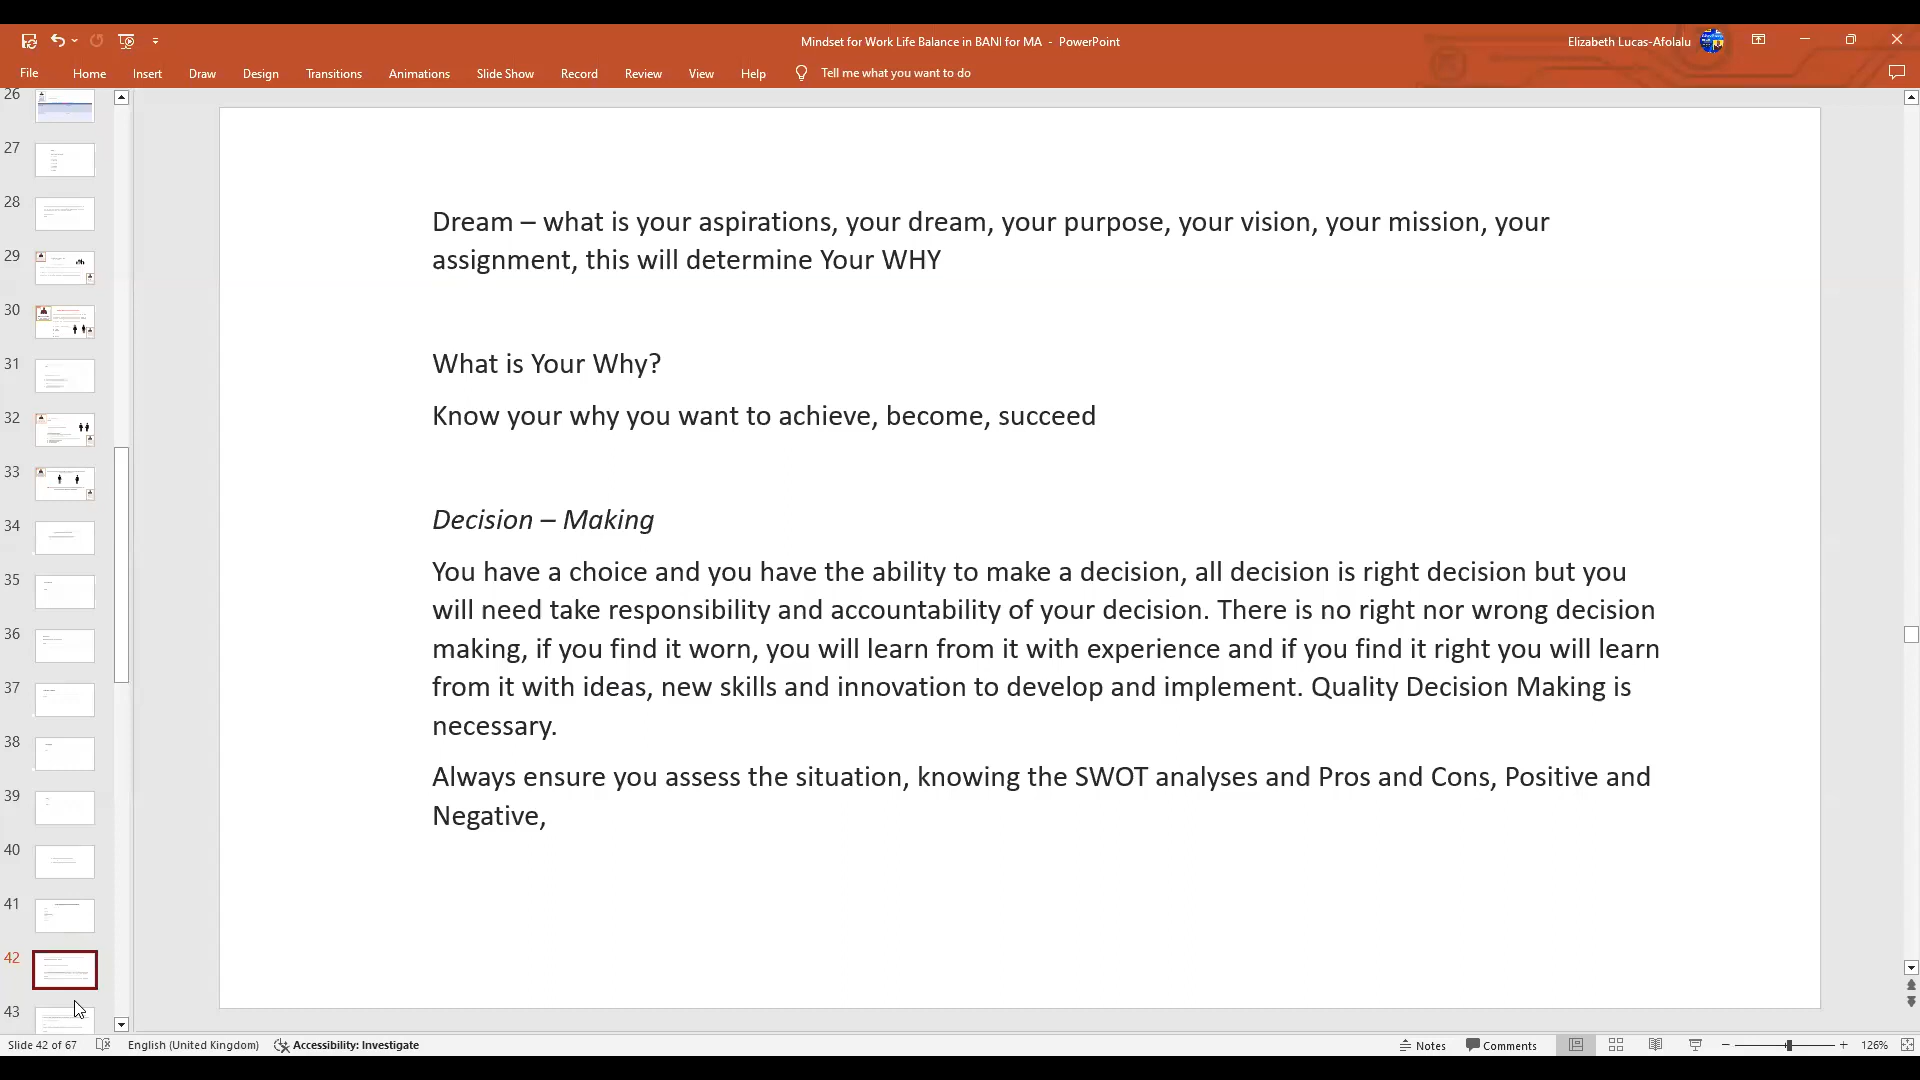 Mindset for Work Life Balance in BANI for MA - PowerPoint
Elizabeth Lucas-Afolalu
File Home Insert Draw Design Transitions Animations Slide Show Record Review View Help Tell me what you want to do
26
27
28
29
30
31
32
33
34
35
36
37
38
39
40
41
42
43
Dream – what is your aspirations, your dream, your purpose, your vision, your mission, your
assignment, this will determine Your WHY
What is Your Why?
Know your why you want to achieve, become, succeed
Decision – Making
You have a choice and you have the ability to make a decision, all decision is right decision but you
will need take responsibility and accountability of your decision. There is no right nor wrong decision
making, if you find it worn, you will learn from it with experience and if you find it right you will learn
from it with ideas, new skills and innovation to develop and implement. Quality Decision Making is
necessary.
Always ensure you assess the situation, knowing the SWOT analyses and Pros and Cons, Positive and
Negative,
Slide 42 of 67 English (United Kingdom) Accessibility: Investigate Notes Comments 126%